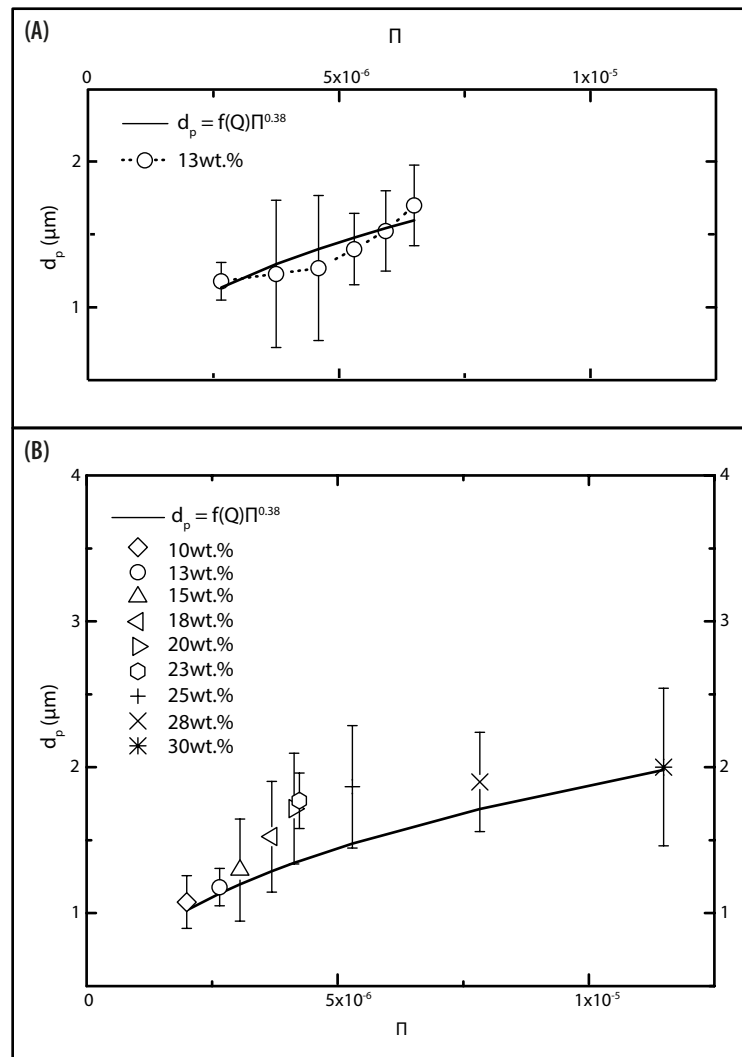 (A)
Π
0 5x10⁻⁶ 1x10⁻⁵
d_p = f(Q)Π^0.38
13wt.%
2
1
d_p (μm)
(B)
4 4
d_p = f(Q)Π^0.38
10wt.%
13wt.%
15wt.%
18wt.%
20wt.%
23wt.%
25wt.%
28wt.%
30wt.%
3 3
2 2
1 1
d_p (μm)
0 5x10⁻⁶ 1x10⁻⁵
Π